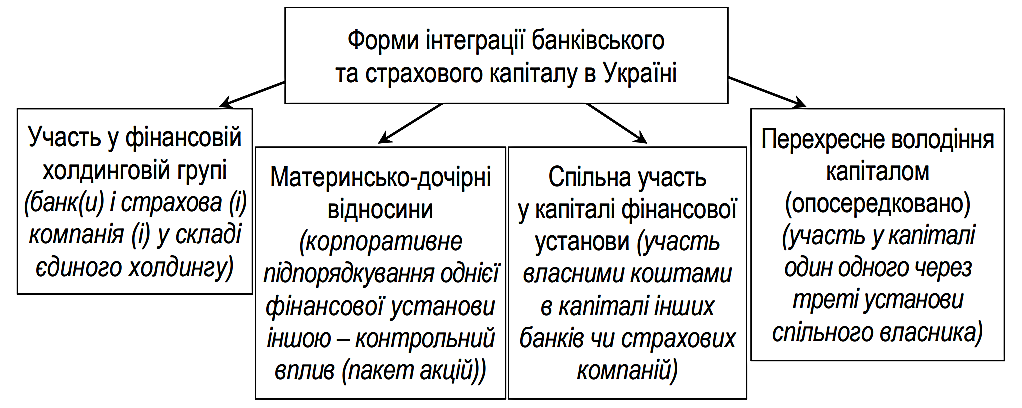 Форми інтеграції банківського
та страхового капіталу в Україні
Участь у фінансовій
холдинговій групі
(банк(и) і страхова (і)
компанія (і) у складі
єдиного холдингу)
Материнсько-дочірні
відносини
(корпоративне
підпорядкування однієї
фінансової установи
іншою – контрольний
вплив (пакет акцій))
Спільна участь
у капіталі фінансової
установи (участь
власними коштами
в капіталі інших
банків чи страхових
компаній)
Перехресне володіння
капіталом
(опосередковано)
(участь у капіталі
один одного через
треті установи
спільного власника)